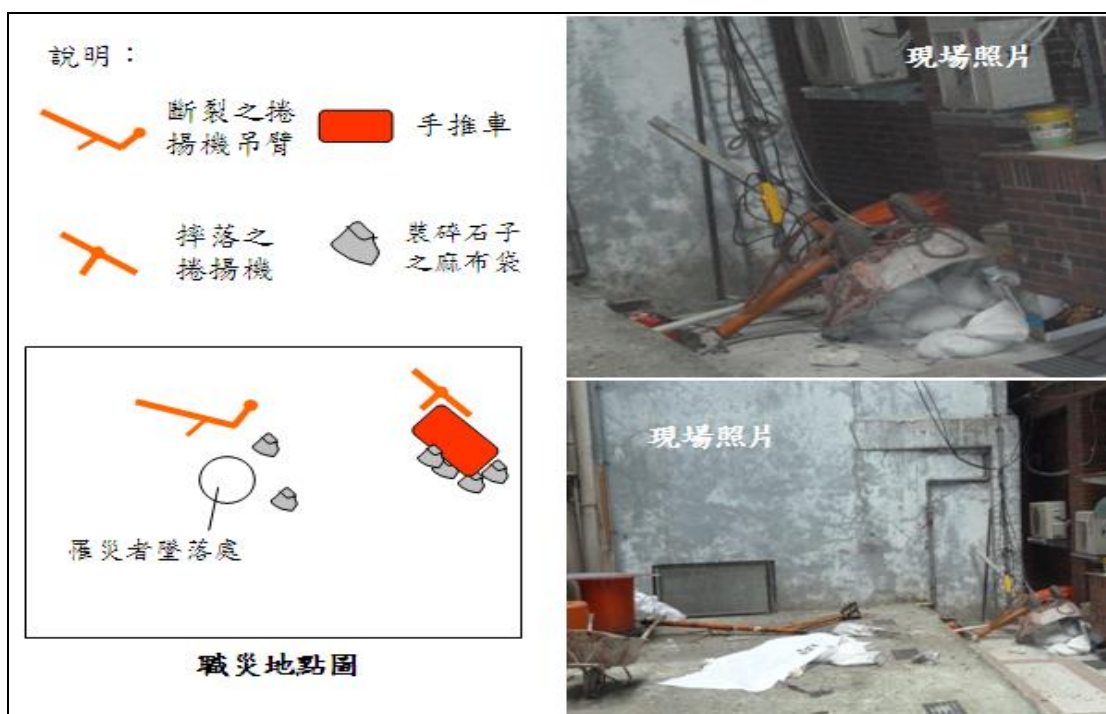 說明：
斷裂之捲
揚機吊臂
手推車
摔落之
捲揚機
裝碎石子
之麻布袋
罹災者墜落處
職災地點圖
現場照片
現場照片